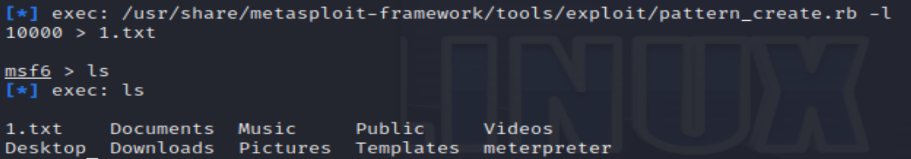 [*] exec: /usr/share/metasploit-framework/tools/exploit/pattern_create.rb -l
10000 > 1.txt
msf6 > ls
[*] exec: ls
1.txt Documents Music Public Videos
Desktop Downloads Pictures Templates meterpreter